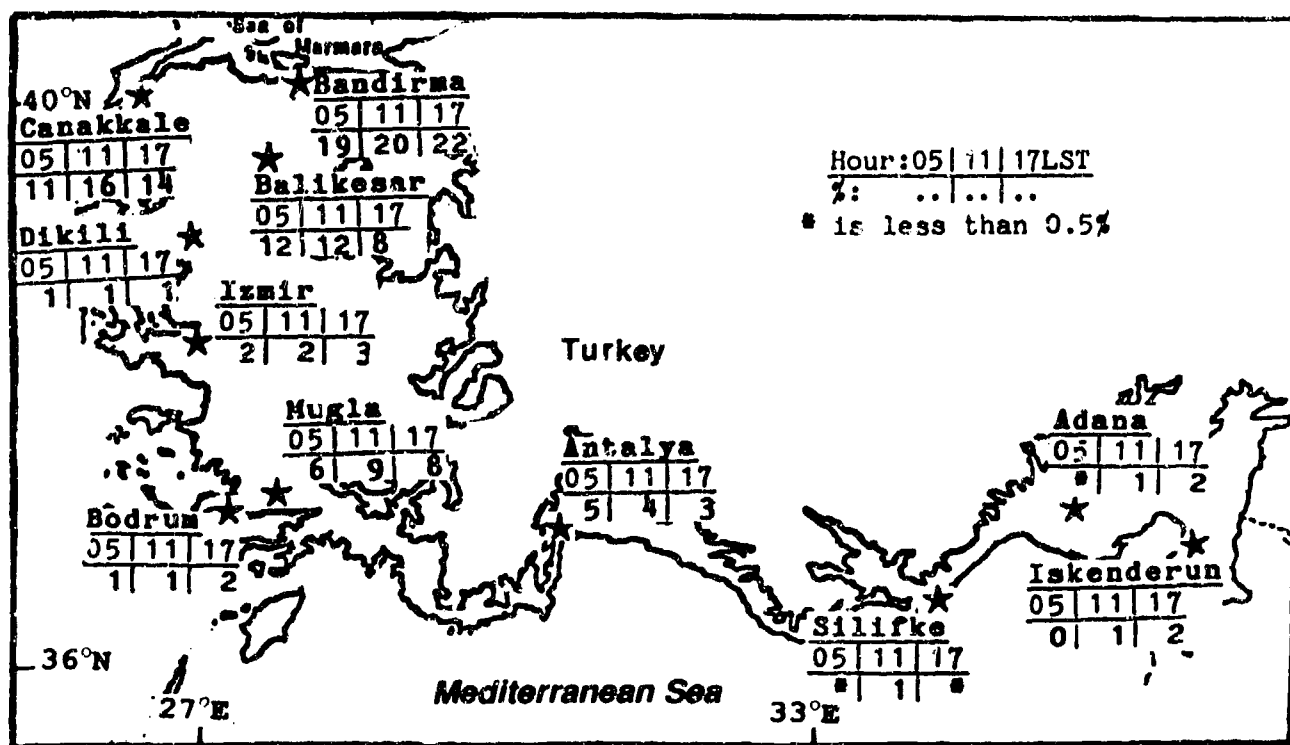 Sea of
Marmara
40°N
Bandirma
05 | 11 | 17
19 | 20 | 22
Canakkale
05 | 11 | 17
11 | 16 | 14
Hour:05 | 11 | 17LST
%: .. | .. | ..
* is less than 0.5%
Balikesar
05 | 11 | 17
12 | 12 | 8
Dikili
05 | 11 | 17
1 | 1 | 1
Izmir
05 | 11 | 17
2 | 2 | 3
Turkey
Mugla
05 | 11 | 17
6 | 9 | 8
Antalya
05 | 11 | 17
5 | 4 | 3
Adana
05 | 11 | 17
* | 1 | 2
Bodrum
05 | 11 | 17
1 | 1 | 2
Iskenderun
05 | 11 | 17
0 | 1 | 2
Silifke
05 | 11 | 17
* | 1 | *
36°N
Mediterranean Sea
27°E
33°E